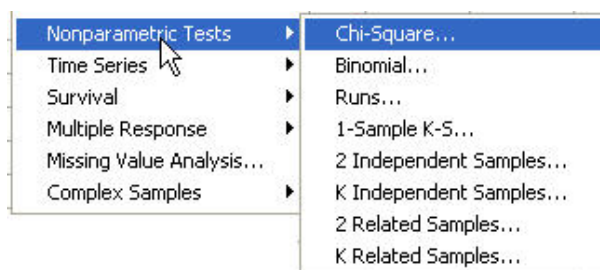 Nonparametric Tests
Time Series
Survival
Multiple Response
Missing Value Analysis...
Complex Samples
Chi-Square...
Binomial...
Runs...
1-Sample K-S...
2 Independent Samples...
K Independent Samples...
2 Related Samples...
K Related Samples...